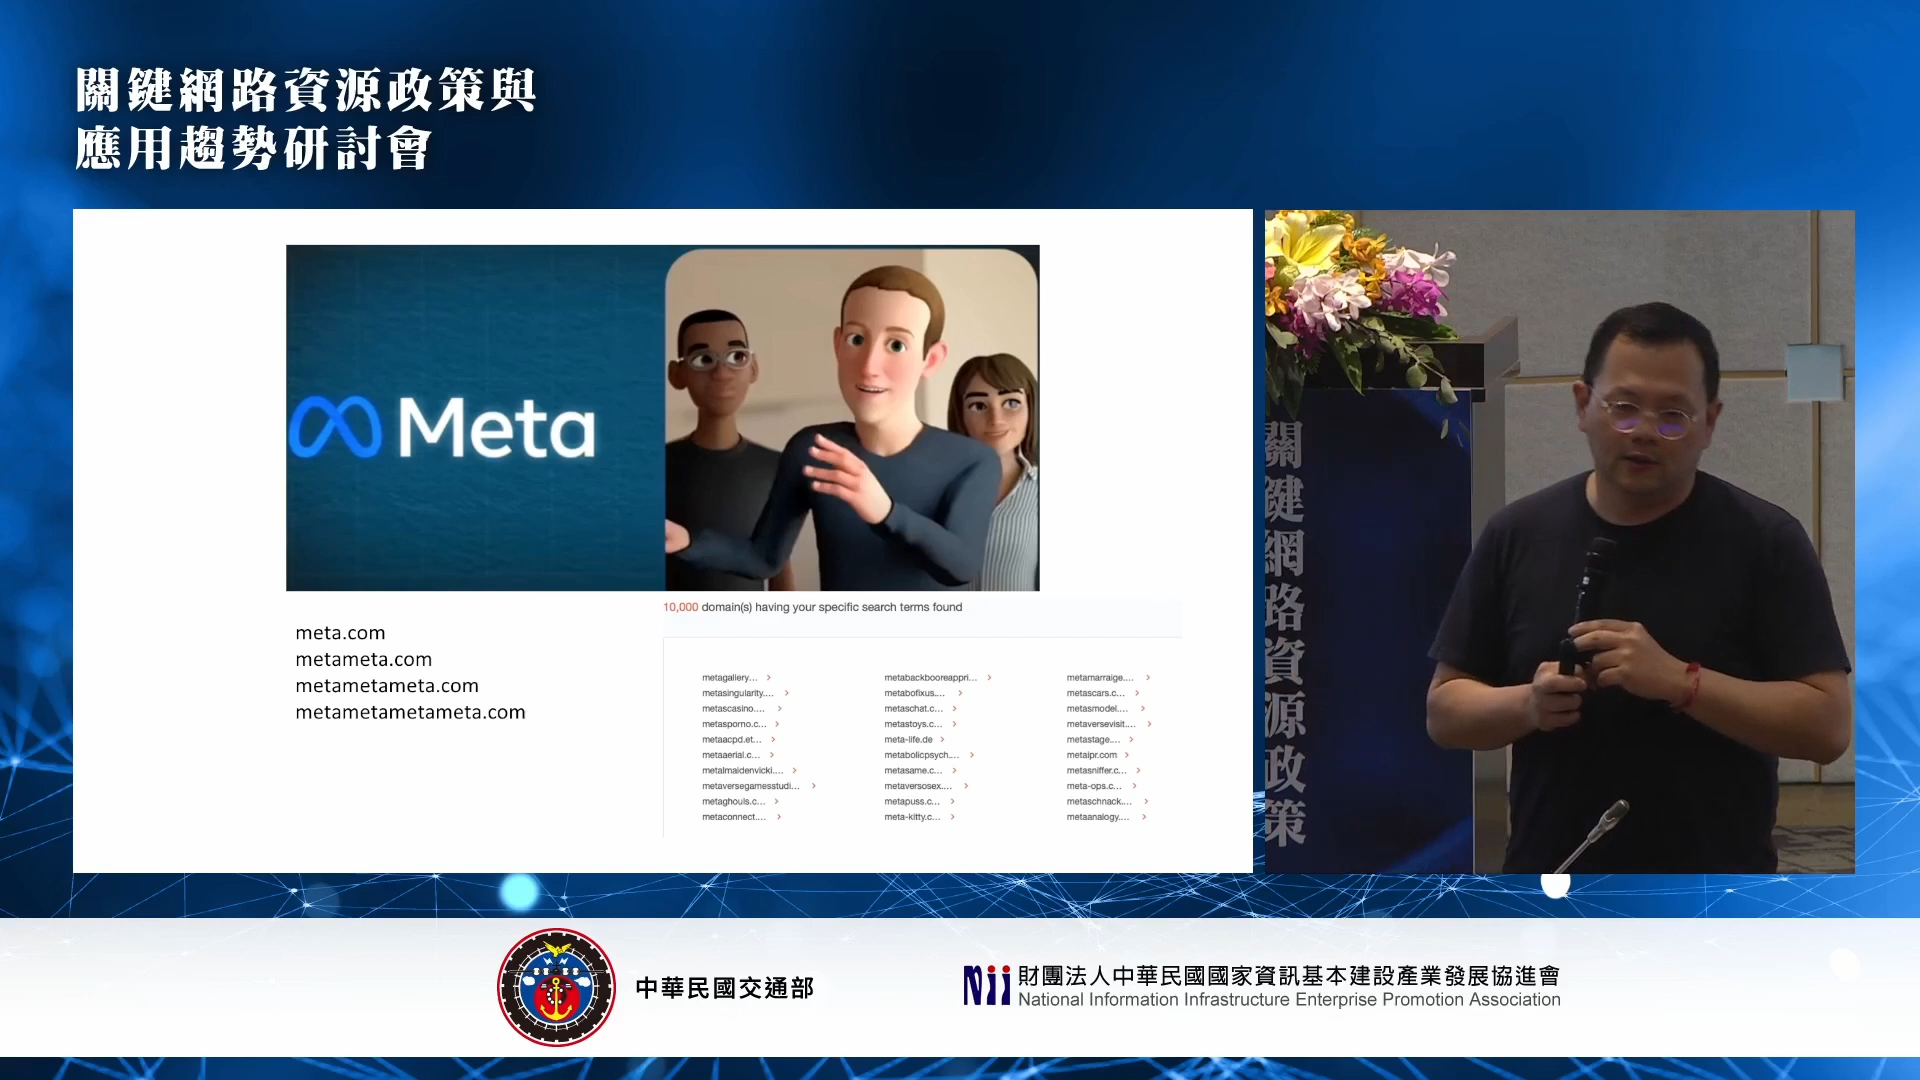 關鍵網路資源政策與
應用趨勢研討會
Meta
meta.com
metameta.com
metametameta.com
metametametameta.com
10,000 domain(s) having your specific search terms found
metagallery... metabackbooreappri... metamarraige....
metasingularity.... metabofixus.... metascars.c...
metascasino.... metaschat.c... metasmodel....
metasporno.c... metastoys.c... metaversevisit....
metaacpd.et... meta-life.de metastage....
metaaerial.c... metabolicpsych.... metaipr.com
metalmaidenvicki.... metasame.c... metasniffer.c...
metaversegamesstudi... metaversosex.... meta-ops.c...
metaghouls.c... metapuss.c... metaschnack....
metaconnect.... meta-kitty.c... metaanalogy....
關鍵網路資源政策
中華民國交通部
nii 財團法人中華民國國家資訊基本建設產業發展協進會
National Information Infrastructure Enterprise Promotion Association